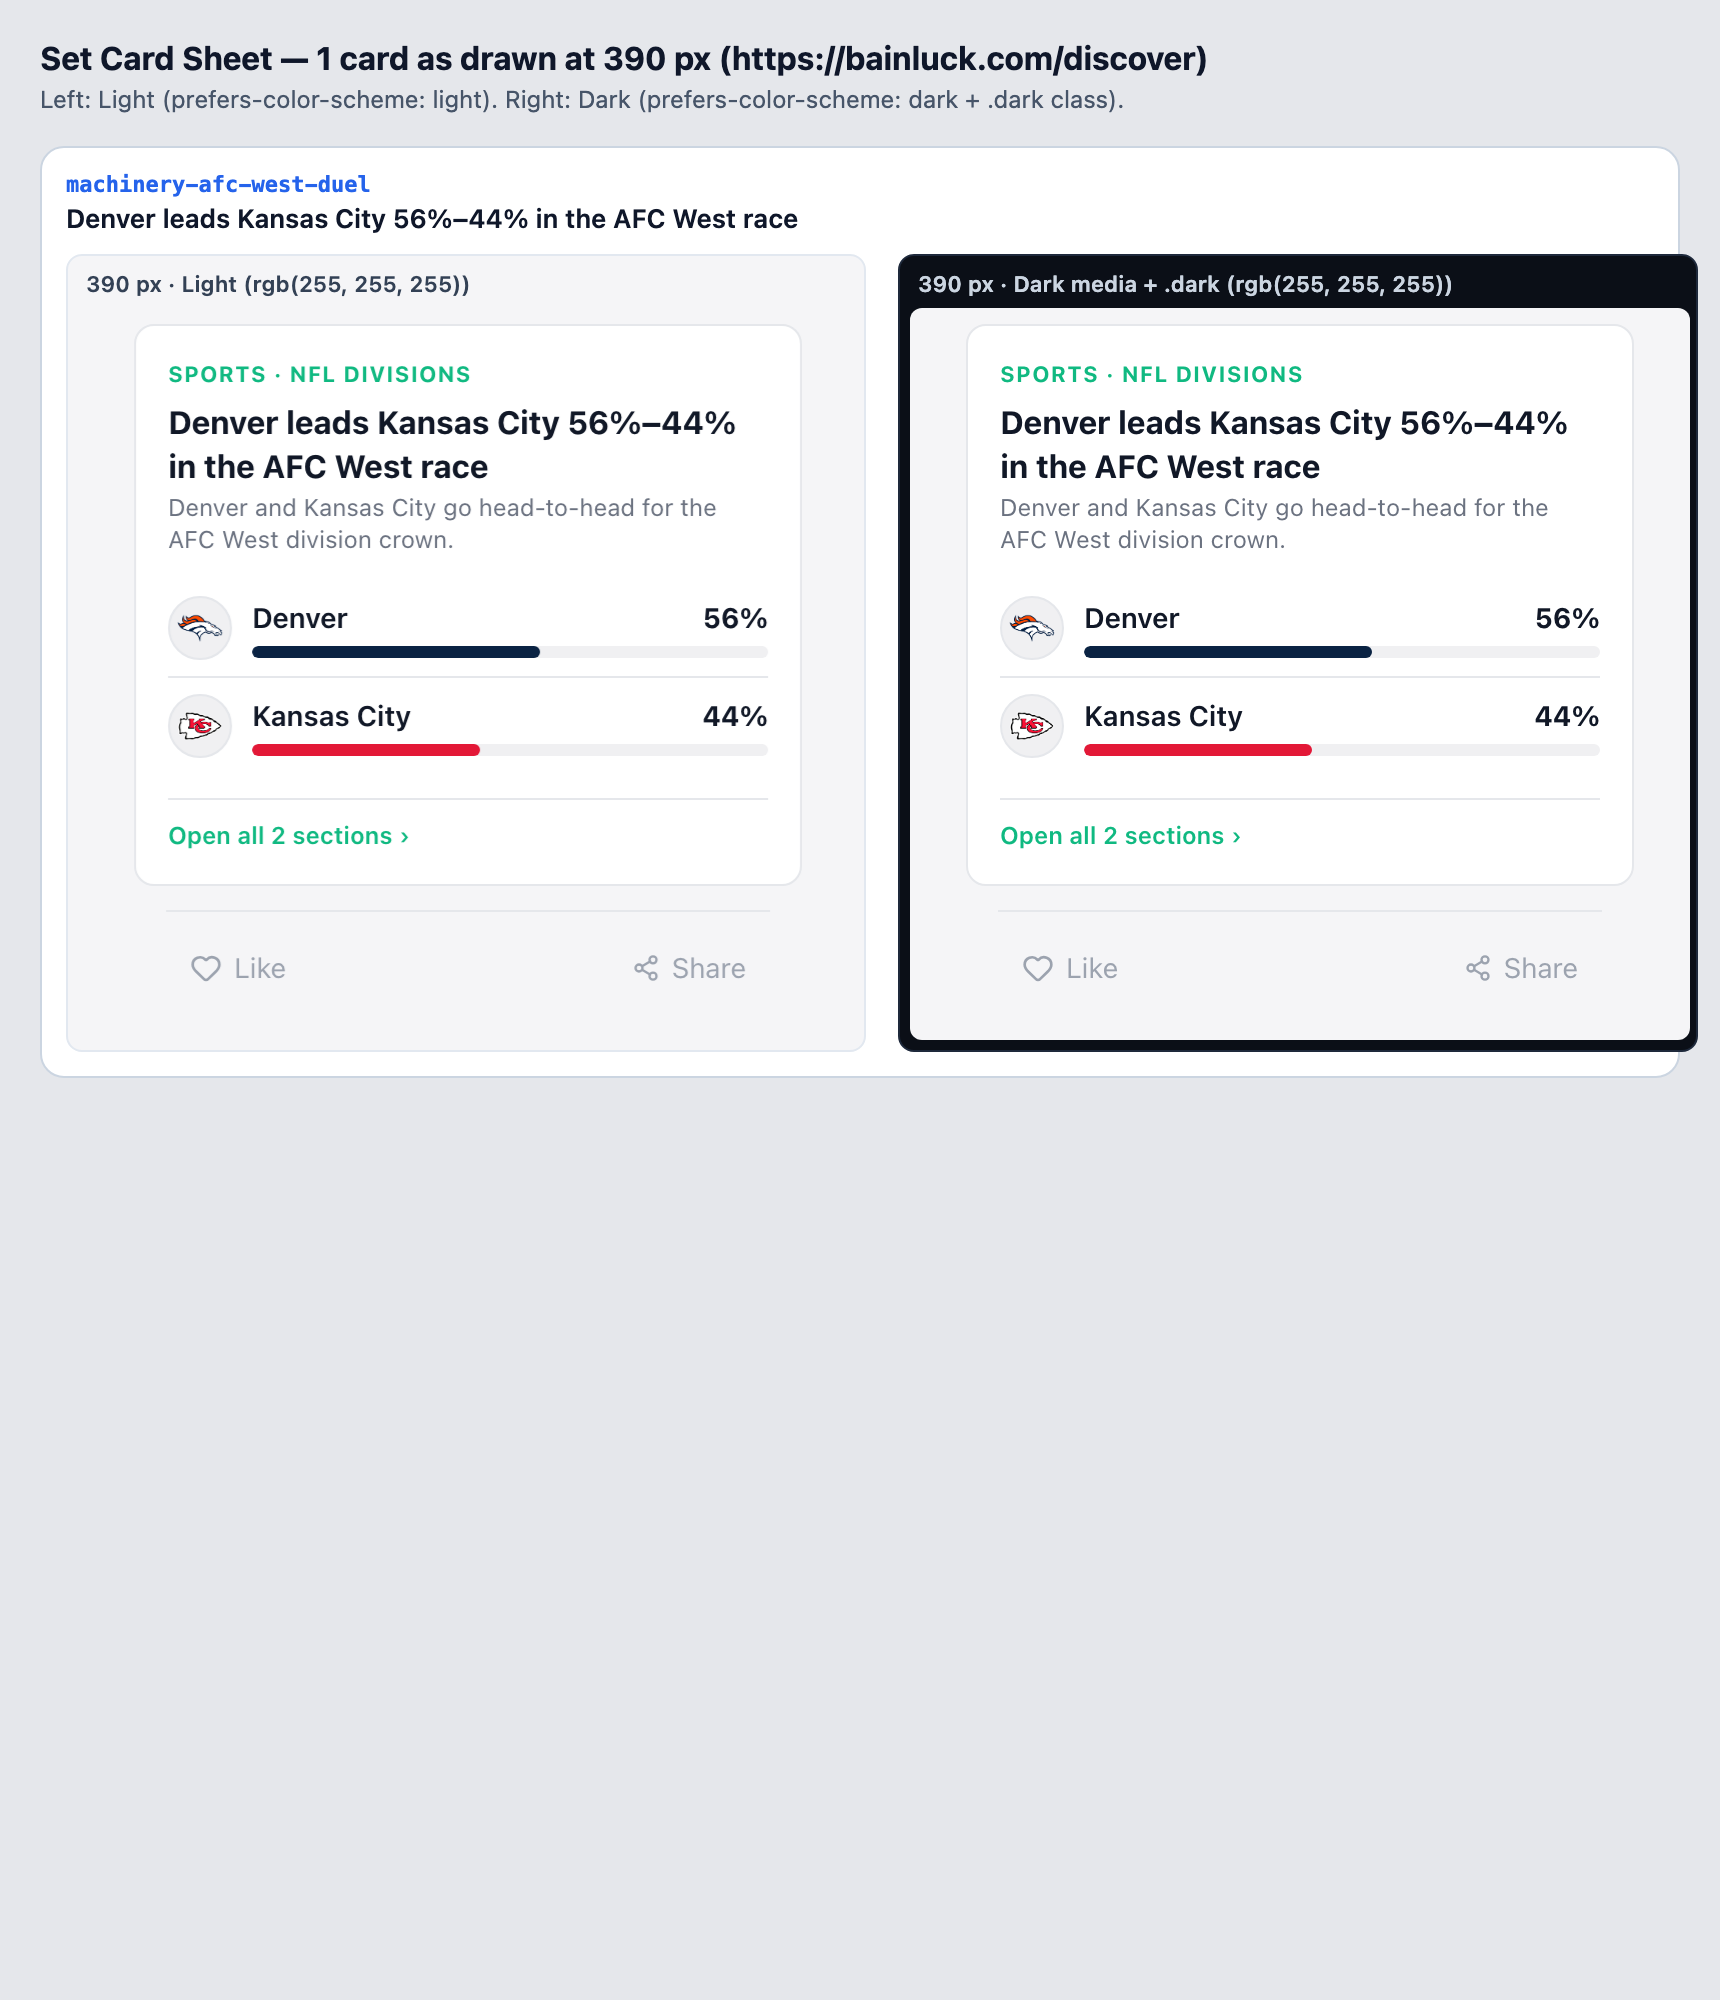 Set Card Sheet — 1 card as drawn at 390 px (https://bainluck.com/discover)
Left: Light (prefers-color-scheme: light). Right: Dark (prefers-color-scheme: dark + .dark class).
machinery-afc-west-duel
Denver leads Kansas City 56%–44% in the AFC West race
390 px · Light (rgb(255, 255, 255))
SPORTS · NFL DIVISIONS
Denver leads Kansas City 56%–44%
in the AFC West race
Denver and Kansas City go head-to-head for the
AFC West division crown.
Denver 56%
KC Kansas City 44%
Open all 2 sections ›
Like Share
390 px · Dark media + .dark (rgb(255, 255, 255))
SPORTS · NFL DIVISIONS
Denver leads Kansas City 56%–44%
in the AFC West race
Denver and Kansas City go head-to-head for the
AFC West division crown.
Denver 56%
KC Kansas City 44%
Open all 2 sections ›
Like Share